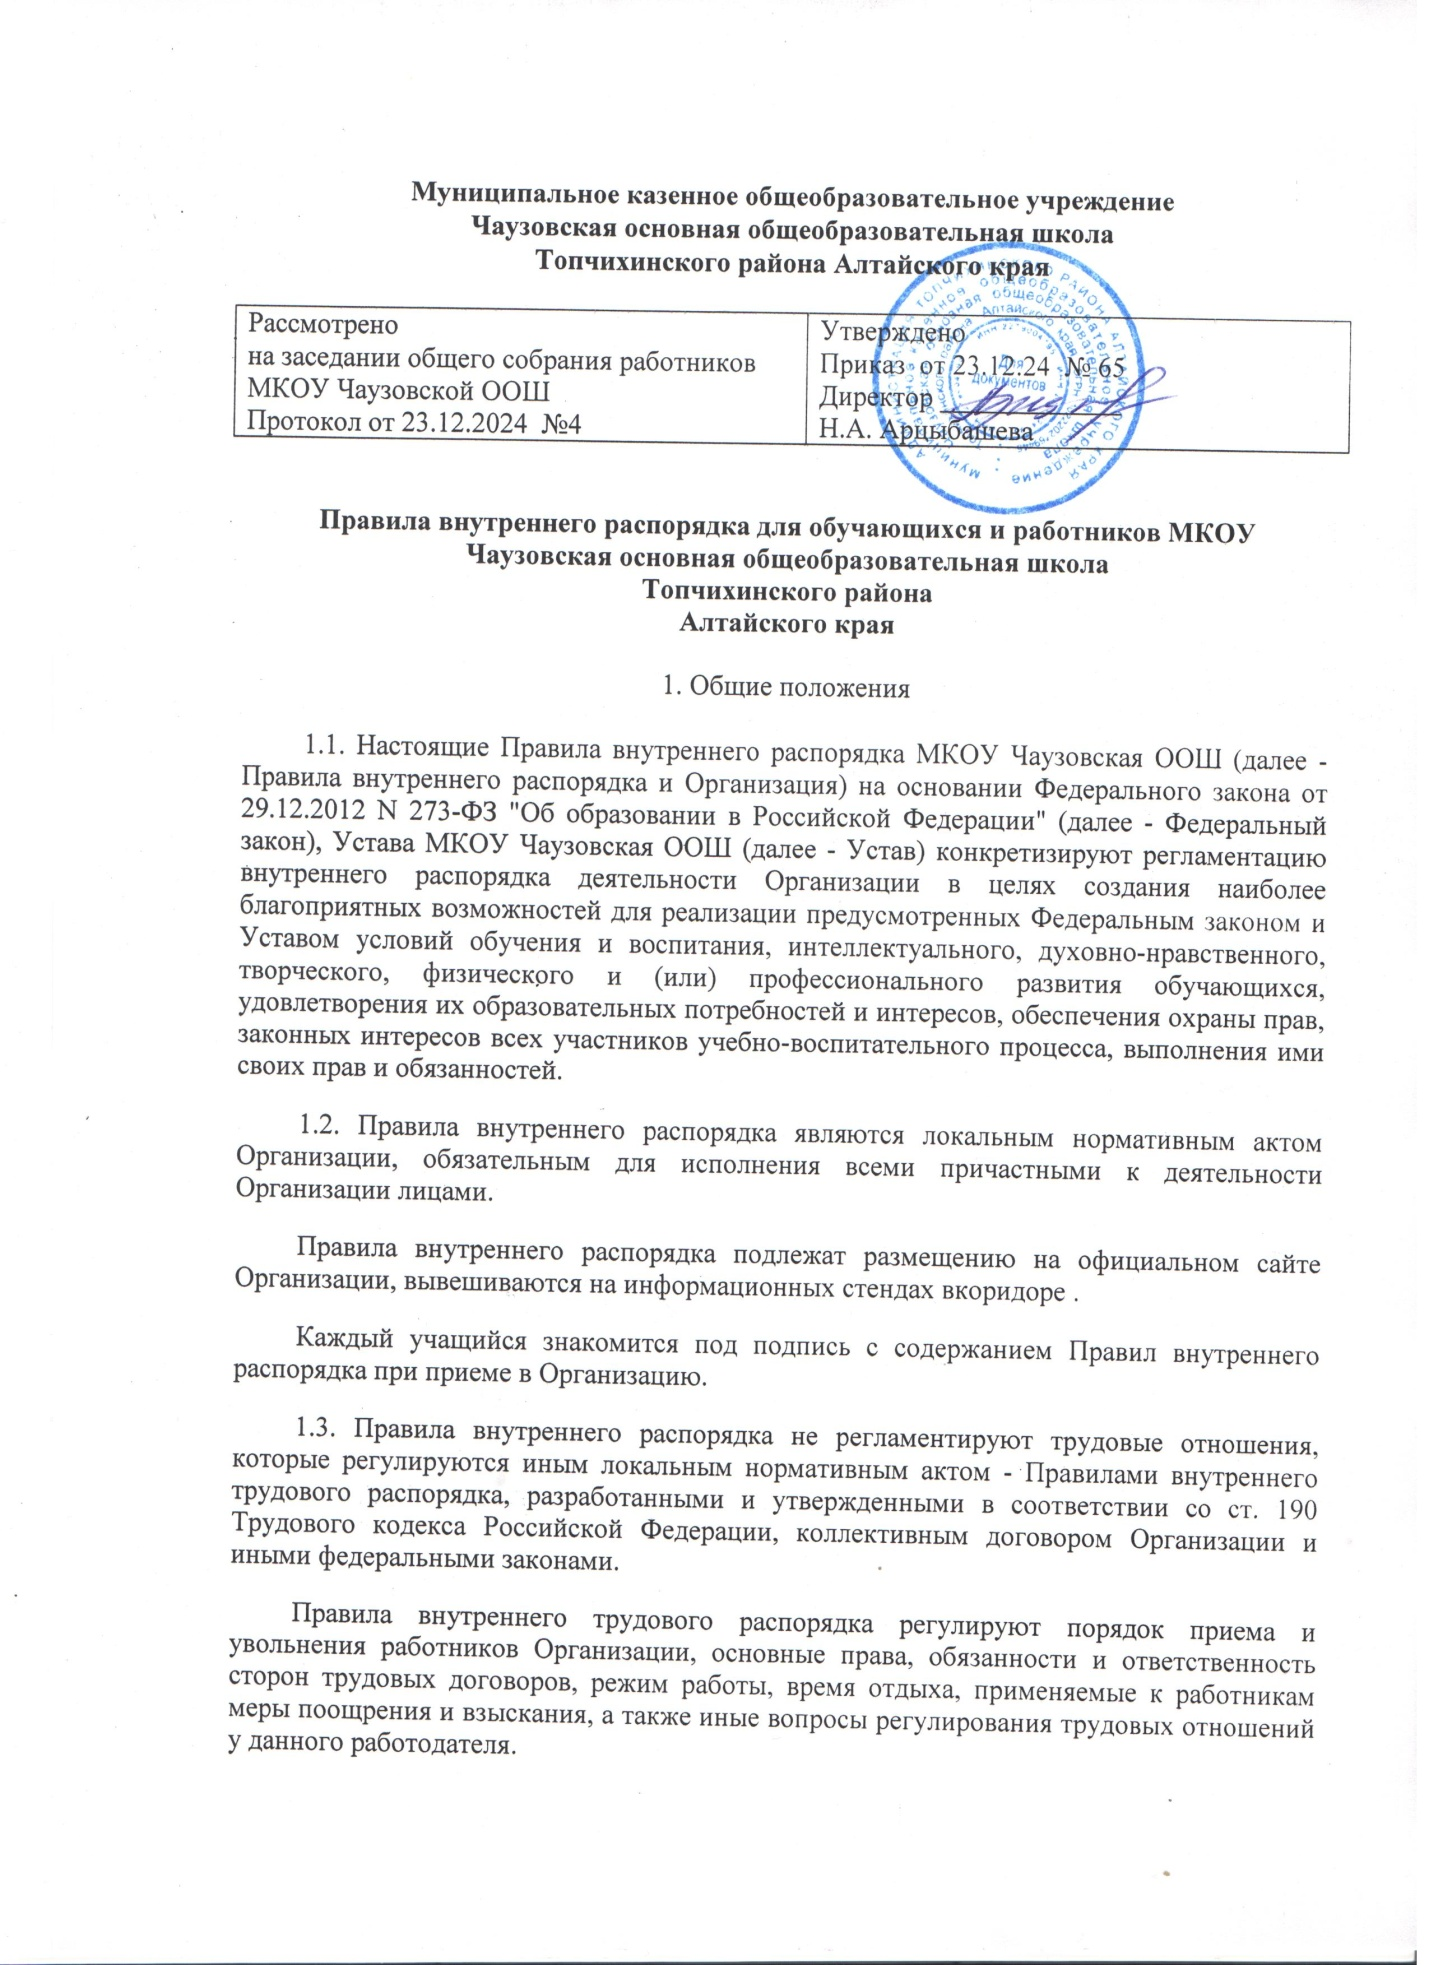 Муниципальное казенное общеобразовательное учреждение
Чаузовская основная общеобразовательная школа
Топчихинского района Алтайского края
Рассмотрено
на заседании общего собрания работников
МКОУ Чаузовской ООШ
Протокол от 23.12.2024 №4
Утверждено
Приказ от 23.12.24 № 65
Директор
Н.А. Арцыбашева
Для
документов
Правила внутреннего распорядка для обучающихся и работников МКОУ
Чаузовская основная общеобразовательная школа
Топчихинского района
Алтайского края
1. Общие положения
1.1. Настоящие Правила внутреннего распорядка МКОУ Чаузовская ООШ (далее -
Правила внутреннего распорядка и Организация) на основании Федерального закона от
29.12.2012 N 273-ФЗ "Об образовании в Российской Федерации" (далее - Федеральный
закон), Устава МКОУ Чаузовская ООШ (далее - Устав) конкретизируют регламентацию
внутреннего распорядка деятельности Организации в целях создания наиболее
благоприятных возможностей для реализации предусмотренных Федеральным законом и
Уставом условий обучения и воспитания, интеллектуального, духовно-нравственного,
творческого, физического и (или) профессионального развития обучающихся,
удовлетворения их образовательных потребностей и интересов, обеспечения охраны прав,
законных интересов всех участников учебно-воспитательного процесса, выполнения ими
своих прав и обязанностей.
1.2. Правила внутреннего распорядка являются локальным нормативным актом
Организации, обязательным для исполнения всеми причастными к деятельности
Организации лицами.
Правила внутреннего распорядка подлежат размещению на официальном сайте
Организации, вывешиваются на информационных стендах вкоридоре .
Каждый учащийся знакомится под подпись с содержанием Правил внутреннего
распорядка при приеме в Организацию.
1.3. Правила внутреннего распорядка не регламентируют трудовые отношения,
которые регулируются иным локальным нормативным актом - Правилами внутреннего
трудового распорядка, разработанными и утвержденными в соответствии со ст. 190
Трудового кодекса Российской Федерации, коллективным договором Организации и
иными федеральными законами.
Правила внутреннего трудового распорядка регулируют порядок приема и
увольнения работников Организации, основные права, обязанности и ответственность
сторон трудовых договоров, режим работы, время отдыха, применяемые к работникам
меры поощрения и взыскания, а также иные вопросы регулирования трудовых отношений
у данного работодателя.